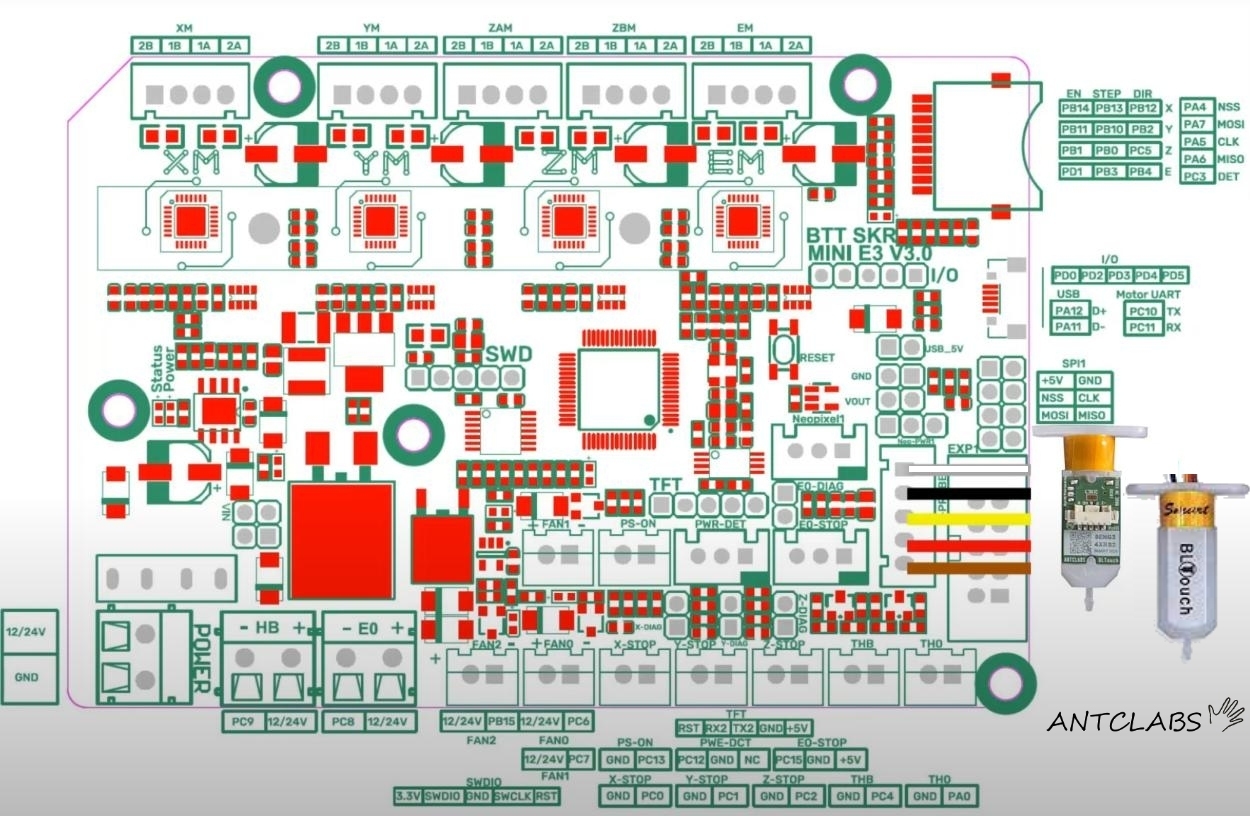 XM
2B 1B 1A 2A
YM
2B 1B 1A 2A
ZAM
2B 1B 1A 2A
ZBM
2B 1B 1A 2A
EM
2B 1B 1A 2A
XM YM ZM EM
BTT SKR
MINI E3 V3.0
I/O
EN STEP DIR
PB14 PB13 PB12 X
PB11 PB10 PB2 Y
PB1 PB0 PC5 Z
PD1 PB3 PB4 E
PA4 NSS
PA7 MOSI
PA5 CLK
PA6 MISO
PC3 DET
I/O
PD0 PD2 PD3 PD4 PD5
USB
PA12 D+
PA11 D-
Motor UART
PC10 TX
PC11 RX
SPI1
+5V GND
NSS CLK
MOSI MISO
Status
Power
SWD
RESET
USB_5V
GND
VOUT
Neo-PWR1
Neopixel1
EXP1
TFT
E0-DIAG
E0-STOP
FAN1
PS-ON
PWR-DET
VIN
12/24V
GND
POWER
- HB +
- E0 +
FAN2
- +
FAN0
-
X-DIAG
X-STOP
Y-STOP
Y-DIAG
Z-STOP
Z-DIAG
THB
TH0
PC9 12/24V
PC8 12/24V
12/24V PB15
FAN2
12/24V PC6
FAN0
12/24V PC7
FAN1
TFT
RST RX2 TX2 GND +5V
PS-ON
GND PC13
PWE-DCT
PC12 GND NC
EO-STOP
PC15 GND +5V
SWDIO
3.3V SWDIO GND SWCLK RST
X-STOP
GND PC0
Y-STOP
GND PC1
Z-STOP
GND PC2
THB
GND PC4
TH0
GND PA0
ANTCLABS BLTouch
Smart
BLTouch
ANTCLABS